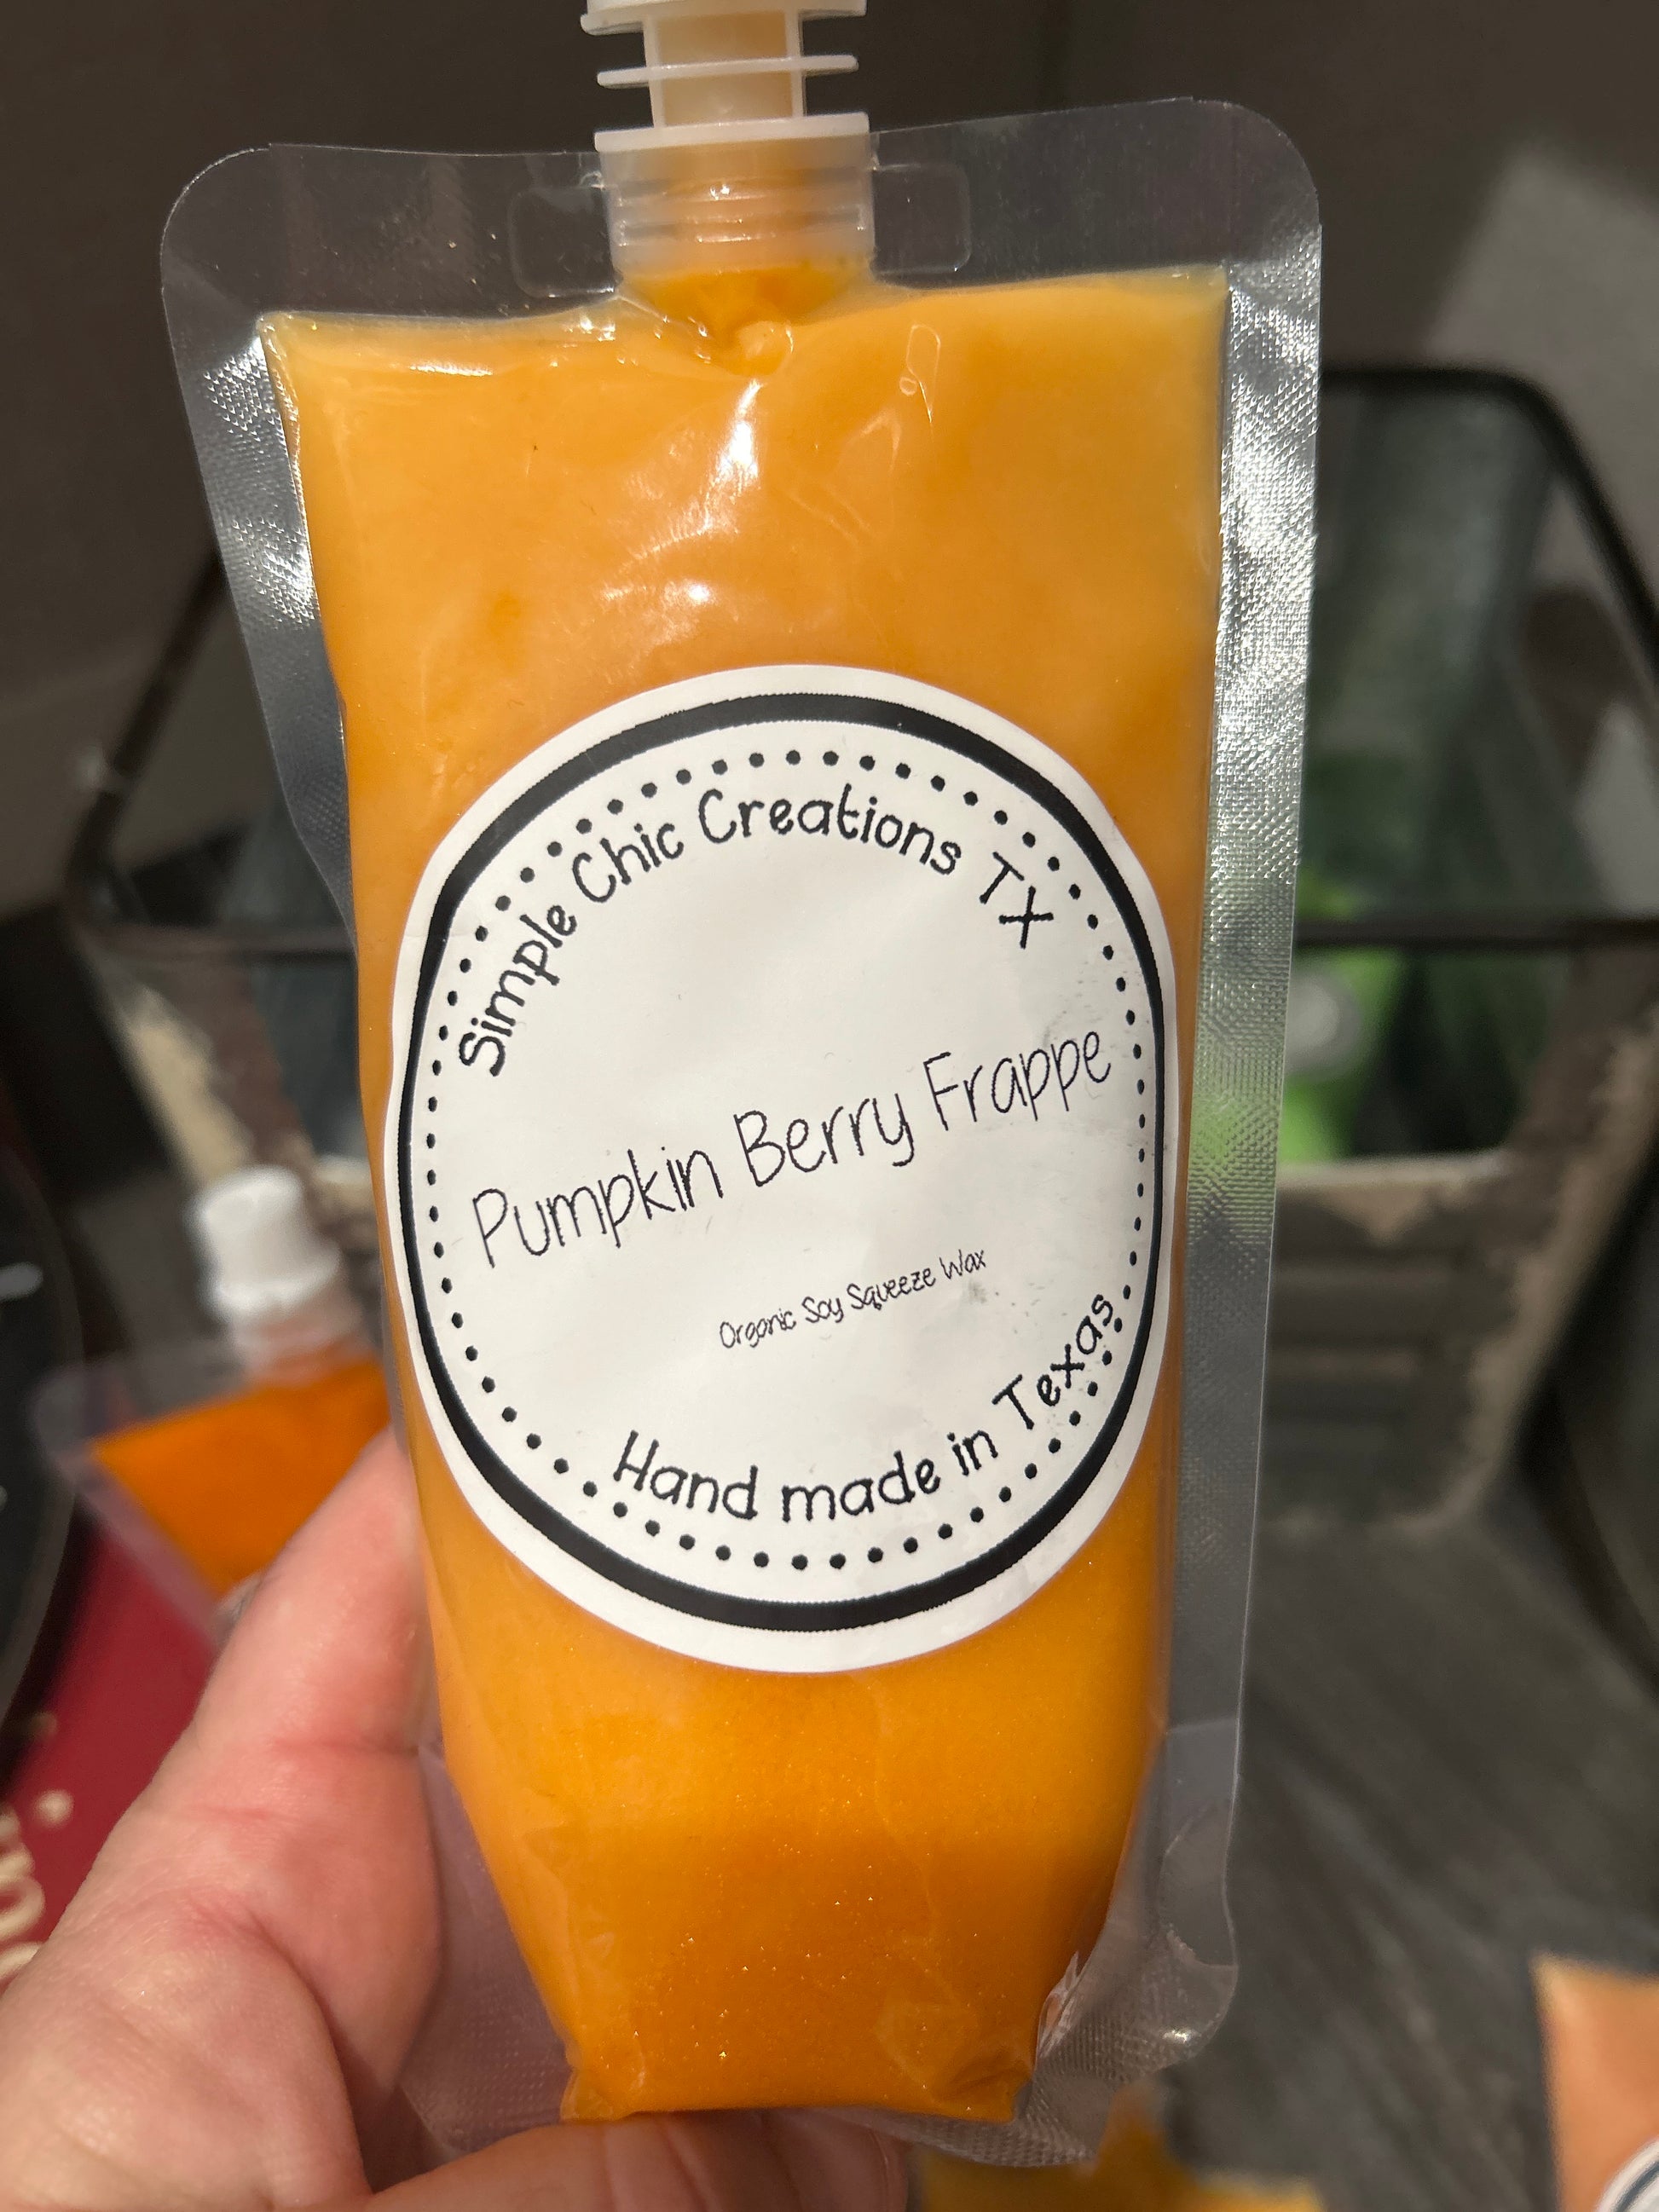 Simple Chic Creations TX
Pumpkin Berry Frappe
Organic Soy Squeeze Wax
Hand made in Texas